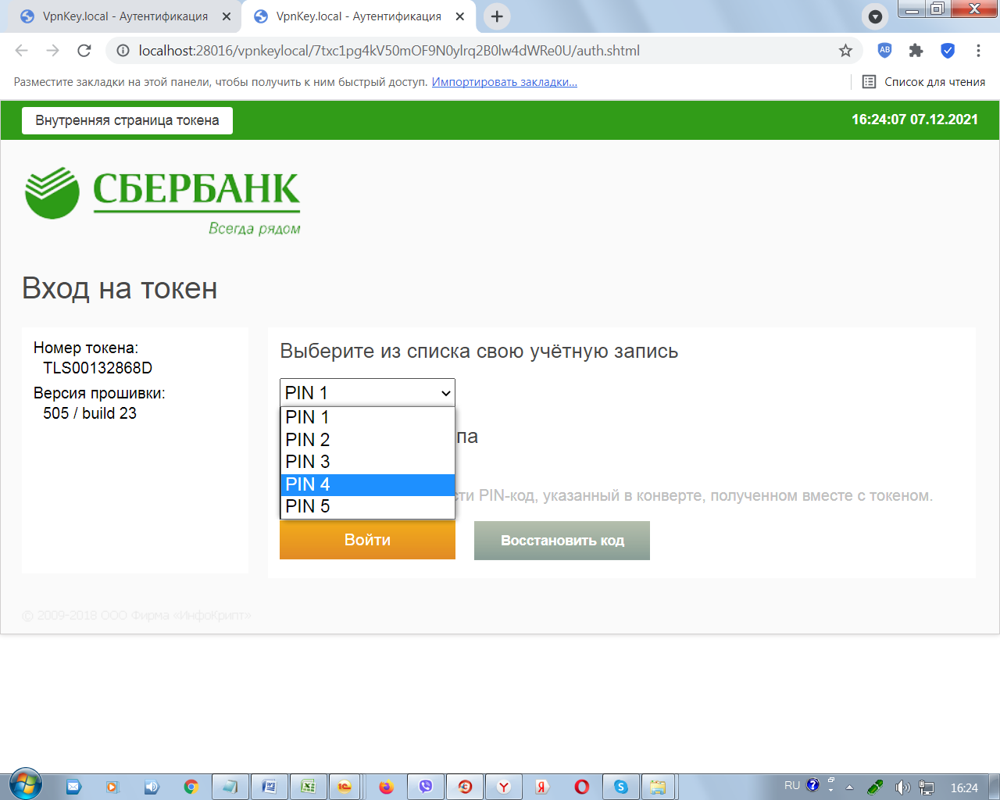 VpnKey.local - Аутентификация
VpnKey.local - Аутентификация
localhost:28016/vpnkeylocal/7txc1pg4kV50mOF9N0ylrq2B0lw4dWRe0U/auth.shtml
AB
Разместите закладки на этой панели, чтобы получить к ним быстрый доступ. Импортировать закладки...
Список для чтения
Внутренняя страница токена
16:24:07 07.12.2021
СБЕРБАНК
Всегда рядом
Вход на токен
Номер токена:
TLS00132868D
Версия прошивки:
505 / build 23
Выберите из списка свою учётную запись
PIN 1
PIN 1
PIN 2
PIN 3
PIN 4
PIN 5
па
сти PIN-код, указанный в конверте, полученном вместе с токеном.
Войти
Восстановить код
© 2009-2018 ООО Фирма «ИнфоКрипт»
RU
16:24